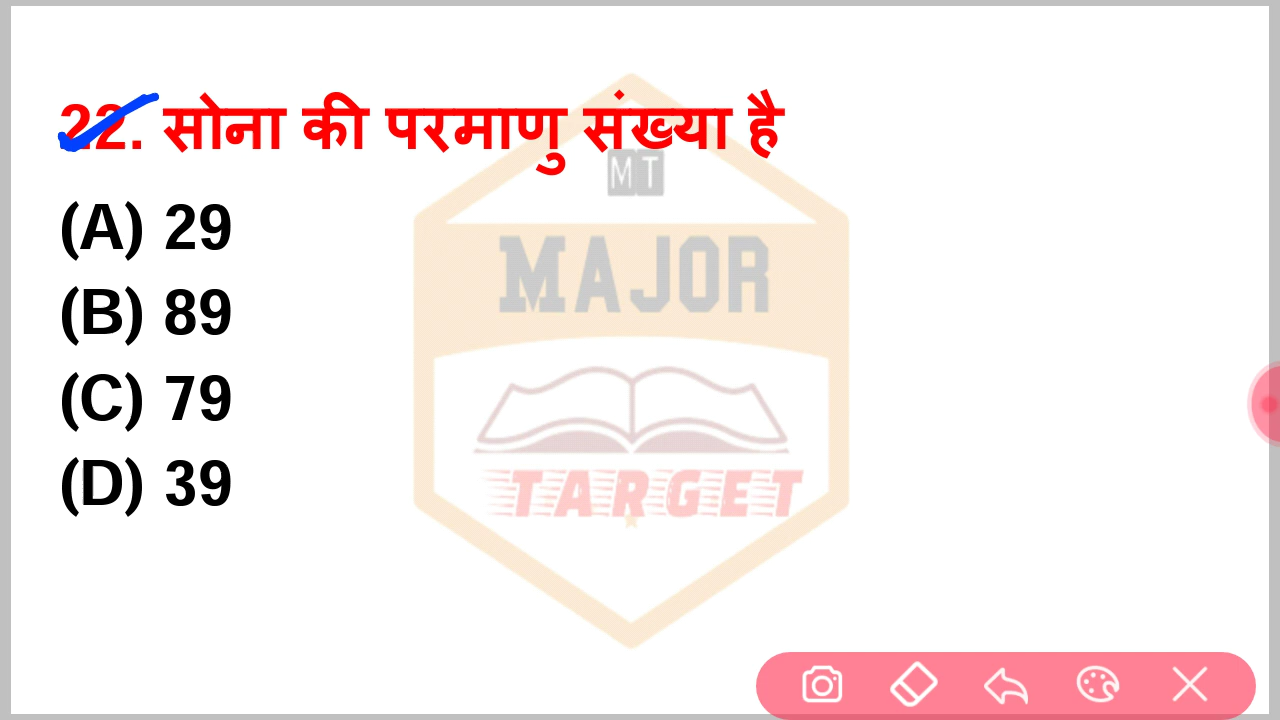 22. सोना की परमाणु संख्या है
(A) 29
(B) 89
(C) 79
(D) 39
MT
MAJOR
TARGET